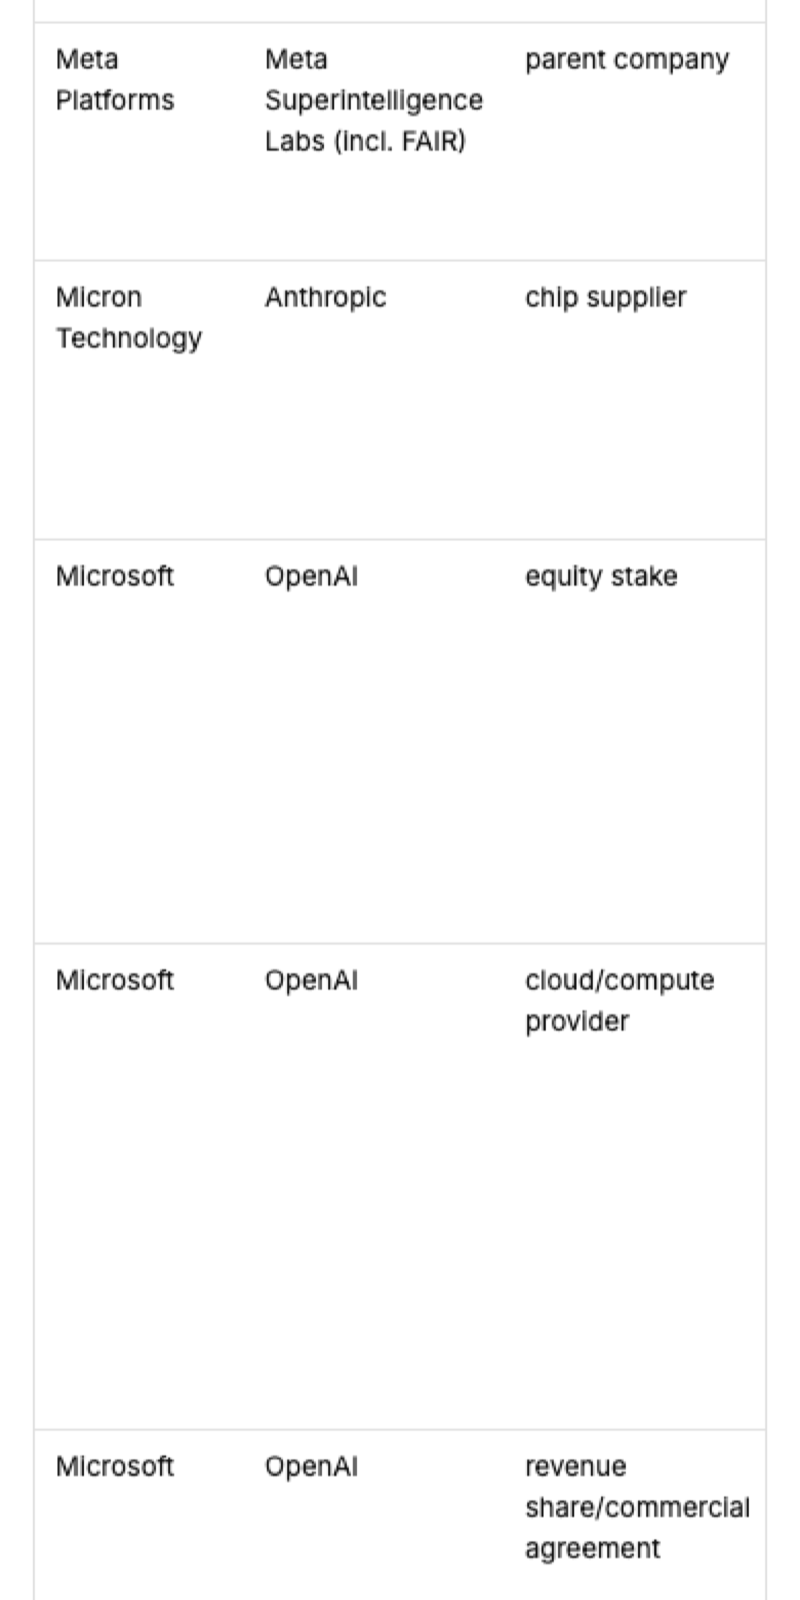 Meta Platforms	Meta Superintelligence Labs (incl. FAIR)	parent company
Micron Technology	Anthropic	chip supplier
Microsoft	OpenAI	equity stake
Microsoft	OpenAI	cloud/compute provider
Microsoft	OpenAI	revenue share/commercial agreement